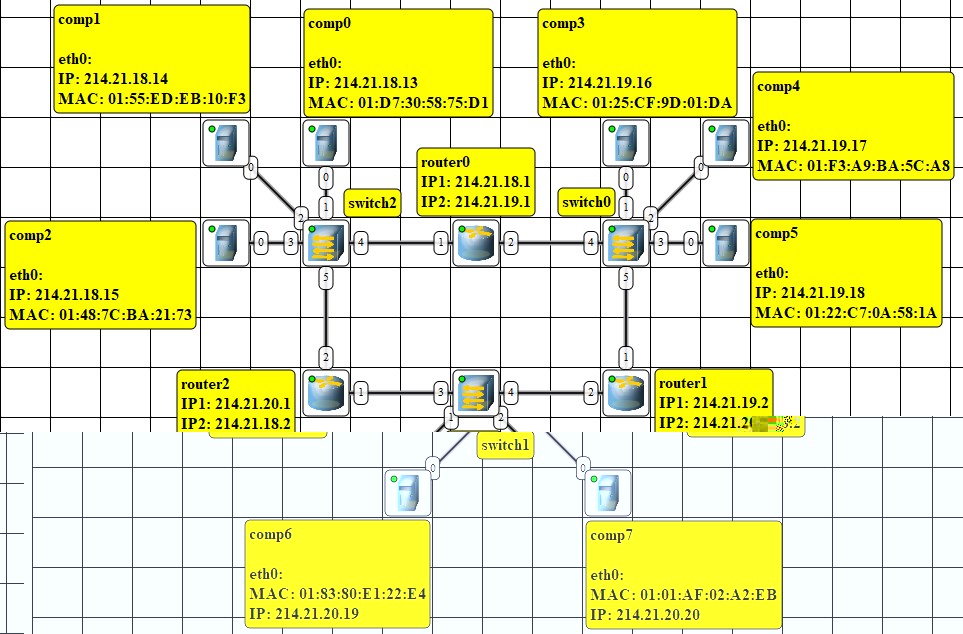 comp1
eth0:
IP: 214.21.18.14
MAC: 01:55:ED:EB:10:F3
comp0
eth0:
IP: 214.21.18.13
MAC: 01:D7:30:58:75:D1
comp3
eth0:
IP: 214.21.19.16
MAC: 01:25:CF:9D:01:DA
comp4
eth0:
IP: 214.21.19.17
MAC: 01:F3:A9:BA:5C:A8
router0
IP1: 214.21.18.1
IP2: 214.21.19.1
0
0
0
0
switch2
switch0
2
1
1
2
comp2
eth0:
IP: 214.21.18.15
MAC: 01:48:7C:BA:21:73
0
3
4
1
2
4
3
0
comp5
eth0:
IP: 214.21.19.18
MAC: 01:22:C7:0A:58:1A
5
5
2
1
router2
IP1: 214.21.20.1
IP2: 214.21.18.2
1
3
4
2
router1
IP1: 214.21.19.2
IP2:
1
2
switch1
0
0
comp6
eth0:
MAC: 01:83:80:E1:22:E4
IP: 214.21.20.19
comp7
eth0:
MAC: 01:01:AF:02:A2:EB
IP: 214.21.20.20